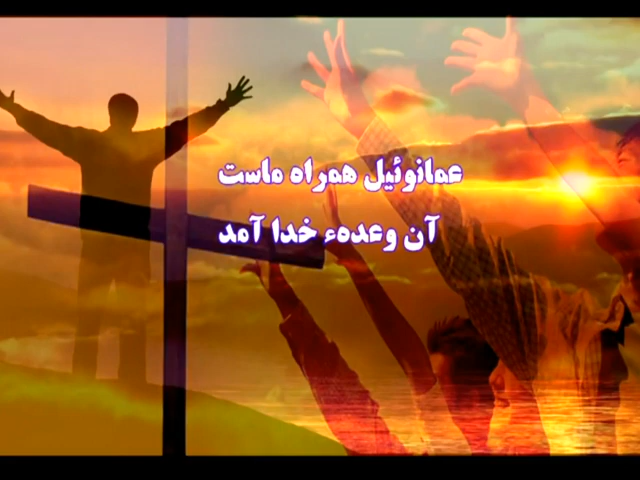 عمانوئیل همراه ماست
آن وعدهء خدا آمد